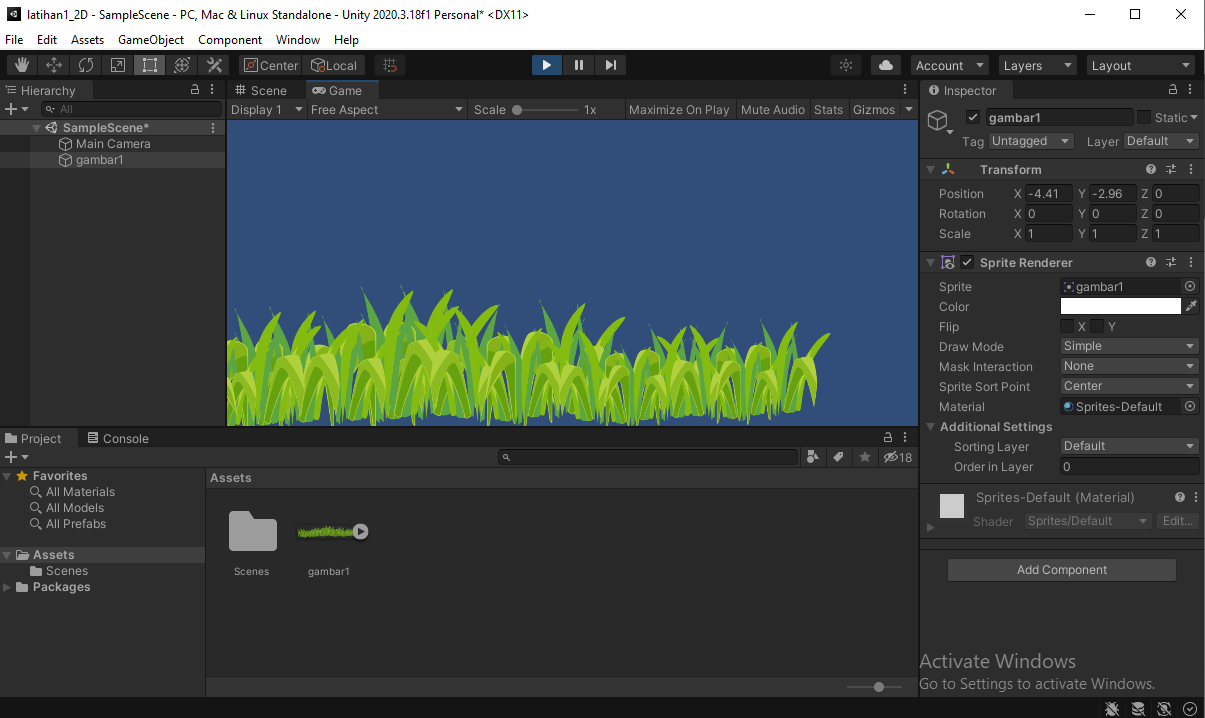 latihan1_2D - SampleScene - PC, Mac & Linux Standalone - Unity 2020.3.18f1 Personal* <DX11>
File Edit Assets GameObject Component Window Help
Center Local Account Layers Layout
Hierarchy
All
SampleScene*
Main Camera
gambar1
Scene Game
Display 1 Free Aspect Scale 1x Maximize On Play Mute Audio Stats Gizmos
Inspector
gambar1 Static
Tag Untagged Layer Default
Transform
Position X -4.41 Y -2.96 Z 0
Rotation X 0 Y 0 Z 0
Scale X 1 Y 1 Z 1
Sprite Renderer
Sprite gambar1
Color
Flip X Y
Draw Mode Simple
Mask Interaction None
Sprite Sort Point Center
Material Sprites-Default
Additional Settings
Sorting Layer Default
Order in Layer 0
Sprites-Default (Material)
Shader Sprites/Default Edit...
Add Component
Project Console
18
Favorites
All Materials
All Models
All Prefabs
Assets
Scenes
Packages
Assets
Scenes gambar1
Activate Windows
Go to Settings to activate Windows.